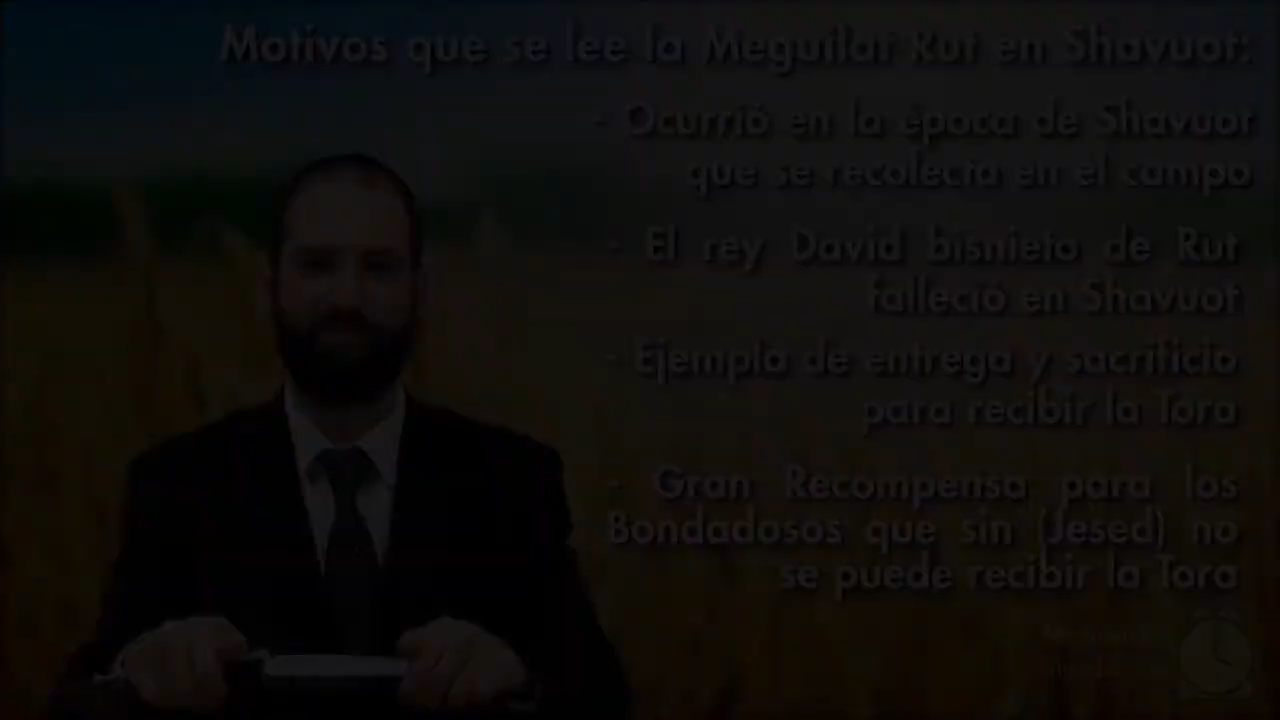 Motivos que se lee la Meguilat Rut en Shavuot:
- Ocurrió en la época de Shavuot
que se recolecta en el campo
- El rey David bisnieto de Rut
falleció en Shavuot
- Ejemplo de entrega y sacrificio
para recibir la Tora
- Gran Recompensa para los
Bondadosos que sin (Jesed) no
se puede recibir la Tora